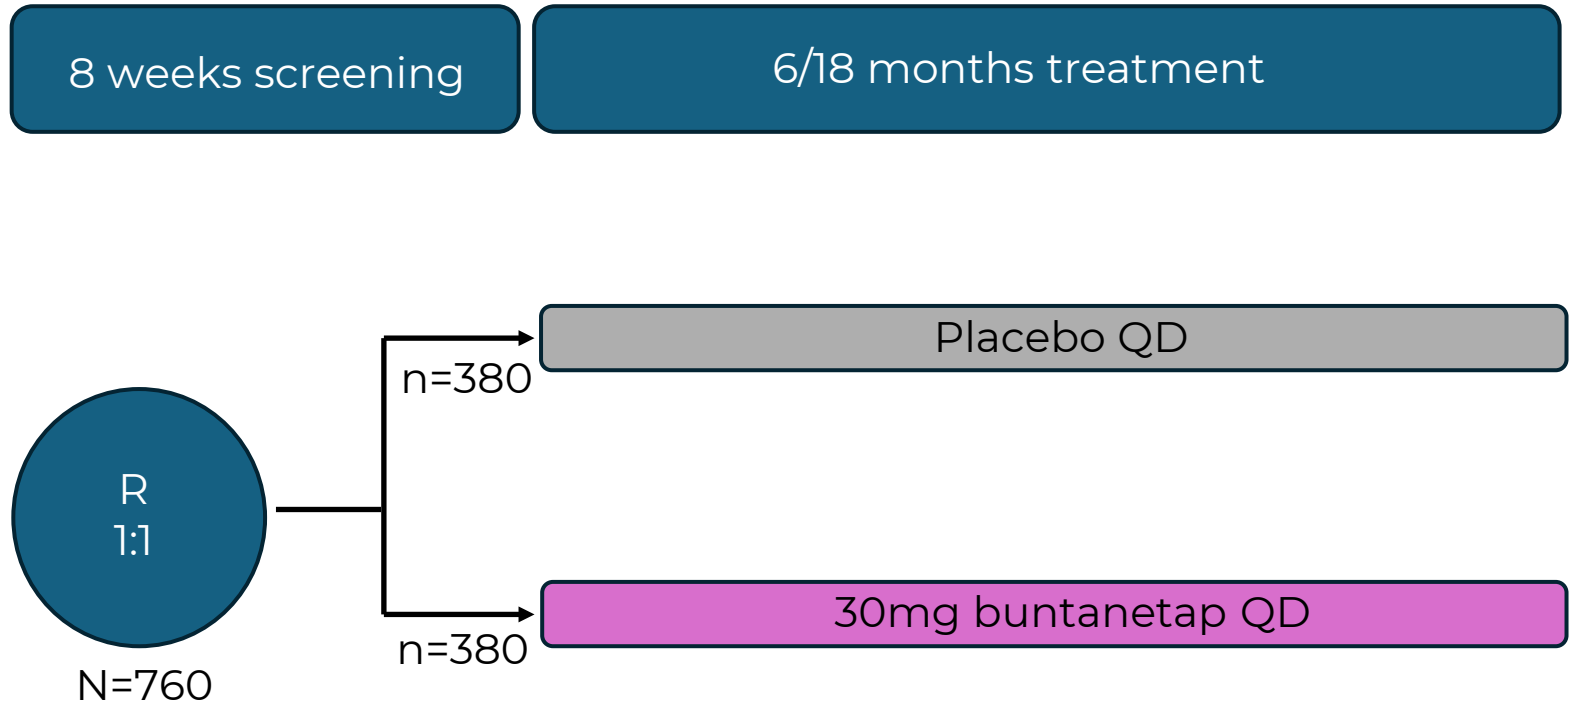 8 weeks screening
6/18 months treatment
Placebo QD
n=380
R
1:1
30mg buntanetap QD
n=380
N=760